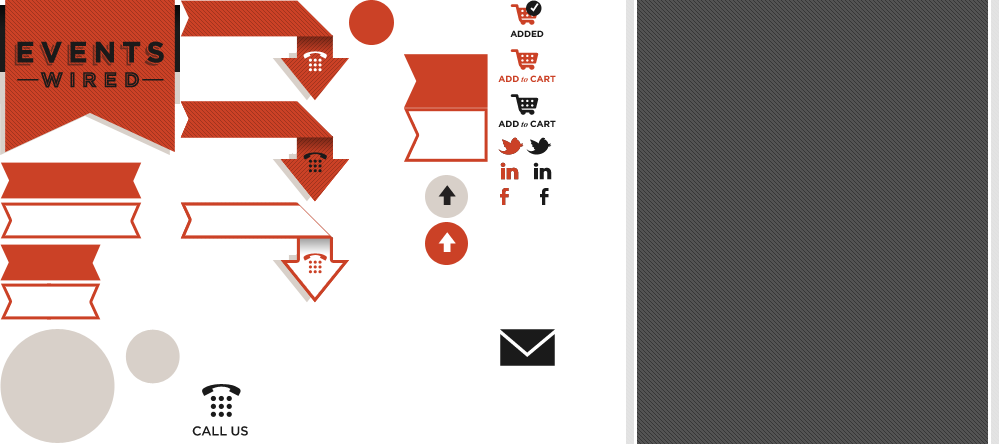 EVENTS
WIRED
ADDED
ADD to CART
ADD to CART
in in
f f
CALL US